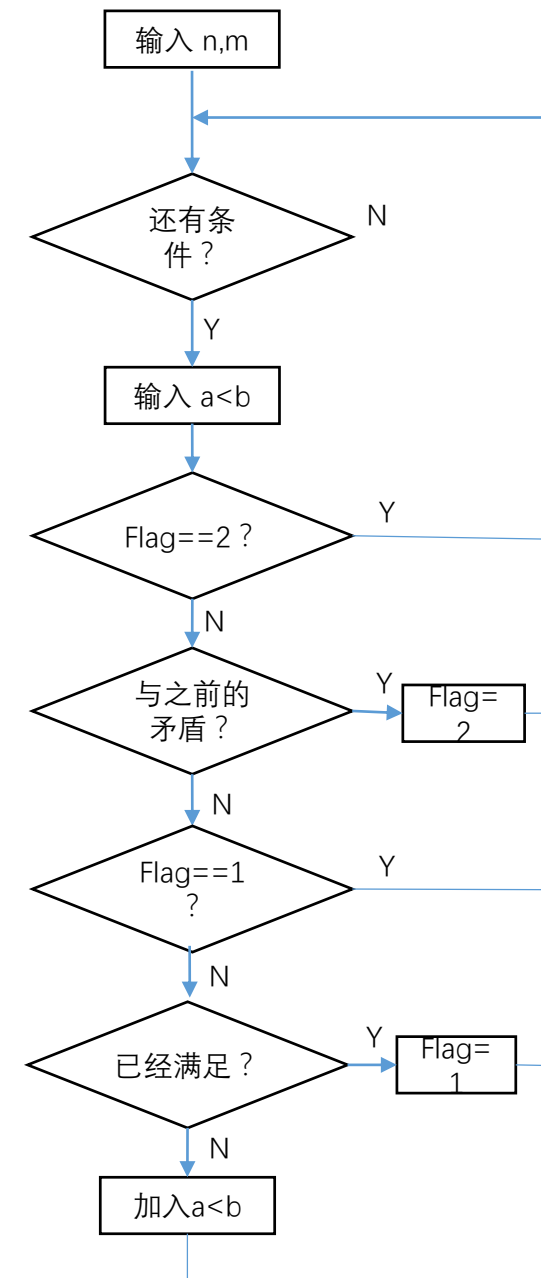 输入 n,m
还有条
件？
N
Y
输入 a<b
Flag==2？
Y
N
与之前的
矛盾？
Y
Flag=
2
N
Flag==1
？
Y
N
已经满足？
Y
Flag=
1
N
加入a<b